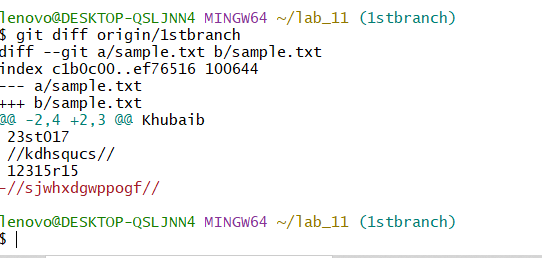 lenovo@DESKTOP-QSLJNN4 MINGW64 ~/lab_11 (1stbranch)
$ git diff origin/1stbranch
diff --git a/sample.txt b/sample.txt
index c1b0c00..ef76516 100644
--- a/sample.txt
+++ b/sample.txt
@@ -2,4 +2,3 @@ Khubaib
 23st017
 //kdhsqucs//
 12315r15
-//sjwhxdgwppogf//
lenovo@DESKTOP-QSLJNN4 MINGW64 ~/lab_11 (1stbranch)
$